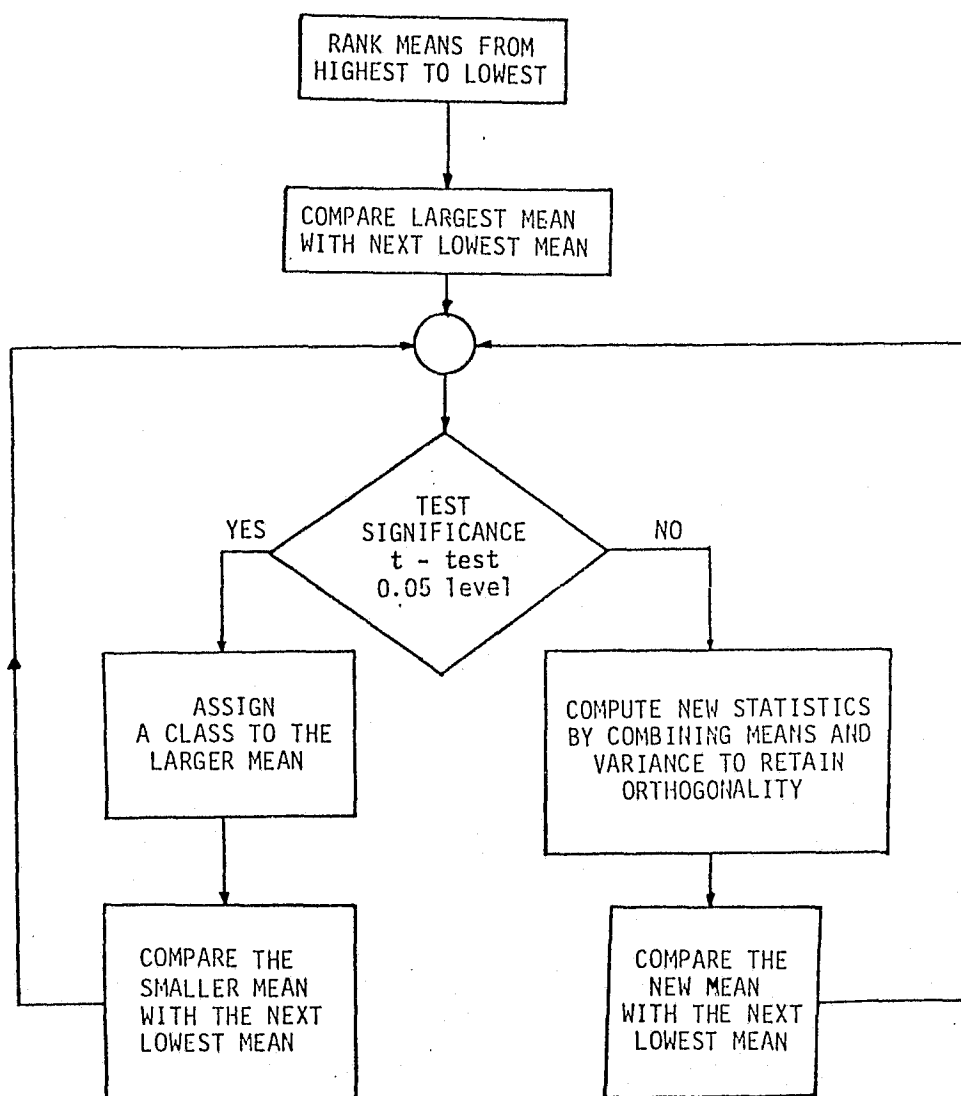 RANK MEANS FROM
HIGHEST TO LOWEST
COMPARE LARGEST MEAN
WITH NEXT LOWEST MEAN
TEST
SIGNIFICANCE
t - test
0.05 level
YES
NO
ASSIGN
A CLASS TO THE
LARGER MEAN
COMPUTE NEW STATISTICS
BY COMBINING MEANS AND
VARIANCE TO RETAIN
ORTHOGONALITY
COMPARE THE
SMALLER MEAN
WITH THE NEXT
LOWEST MEAN
COMPARE THE
NEW MEAN
WITH THE NEXT
LOWEST MEAN